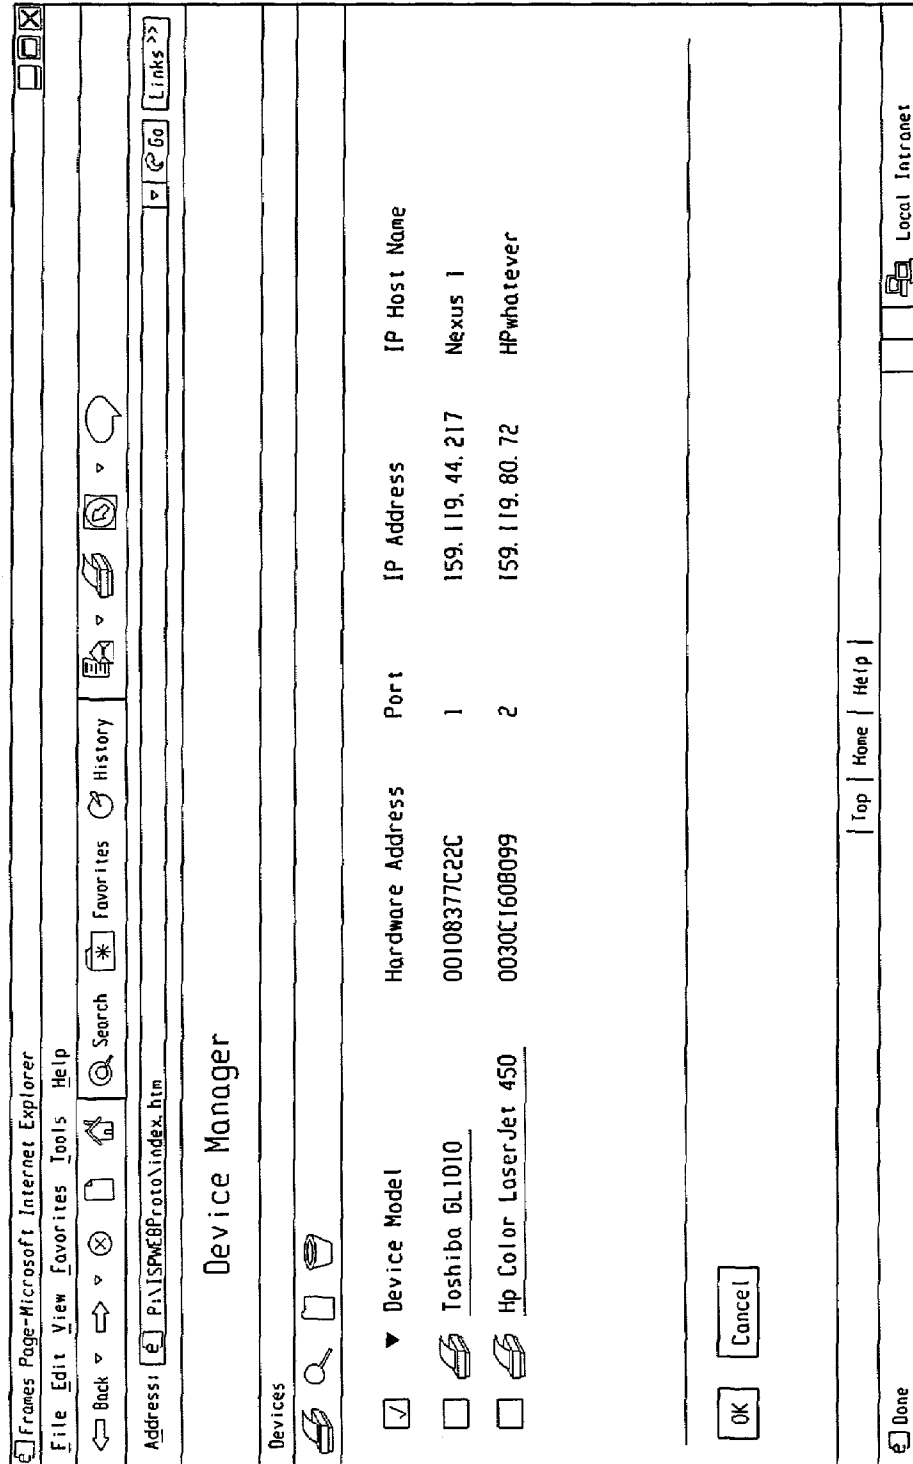 Frames Page-Microsoft Internet Explorer
File Edit View Favorites Tools Help
Back Search Favorites History
Address: P:\ISPWEBProto\index.htm Go Links >>
Device Manager
Devices
Device Model Hardware Address Port IP Address IP Host Name
Toshiba GL1010 00108377C22C 1 159.119.44.217 Nexus 1
Hp Color LaserJet 450 0030C160B099 2 159.119.80.72 HPwhatever
OK Cancel
| Top | Home | Help |
Done Local Intranet